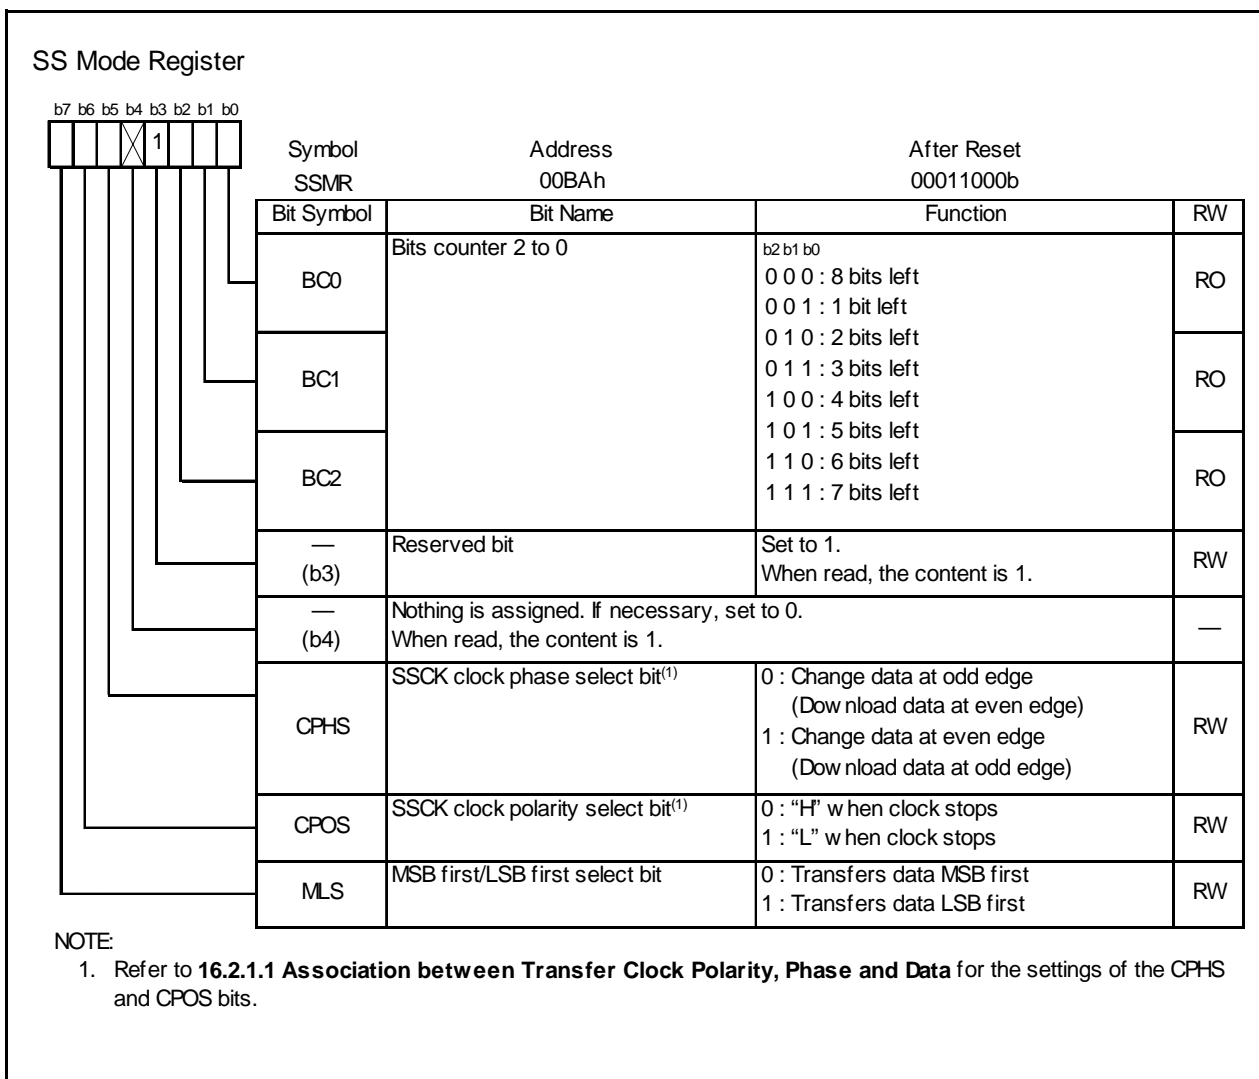 SS Mode Register
b7 b6 b5 b4 b3 b2 b1 b0
1
Symbol Address After Reset
SSMR 00BAh 00011000b
Bit Symbol Bit Name Function RW
BC0 Bits counter 2 to 0 b2 b1 b0
0 0 0 : 8 bits left RO
0 0 1 : 1 bit left
0 1 0 : 2 bits left
BC1 0 1 1 : 3 bits left RO
1 0 0 : 4 bits left
1 0 1 : 5 bits left
BC2 1 1 0 : 6 bits left RO
1 1 1 : 7 bits left
— Reserved bit Set to 1. RW
(b3) When read, the content is 1.
— Nothing is assigned. If necessary, set to 0. —
(b4) When read, the content is 1.
CPHS SSCK clock phase select bit(1) 0 : Change data at odd edge
(Download data at even edge) RW
1 : Change data at even edge
(Download data at odd edge)
CPOS SSCK clock polarity select bit(1) 0 : “H” when clock stops RW
1 : “L” when clock stops
MLS MSB first/LSB first select bit 0 : Transfers data MSB first RW
1 : Transfers data LSB first
NOTE:
1. Refer to 16.2.1.1 Association between Transfer Clock Polarity, Phase and Data for the settings of the CPHS
and CPOS bits.